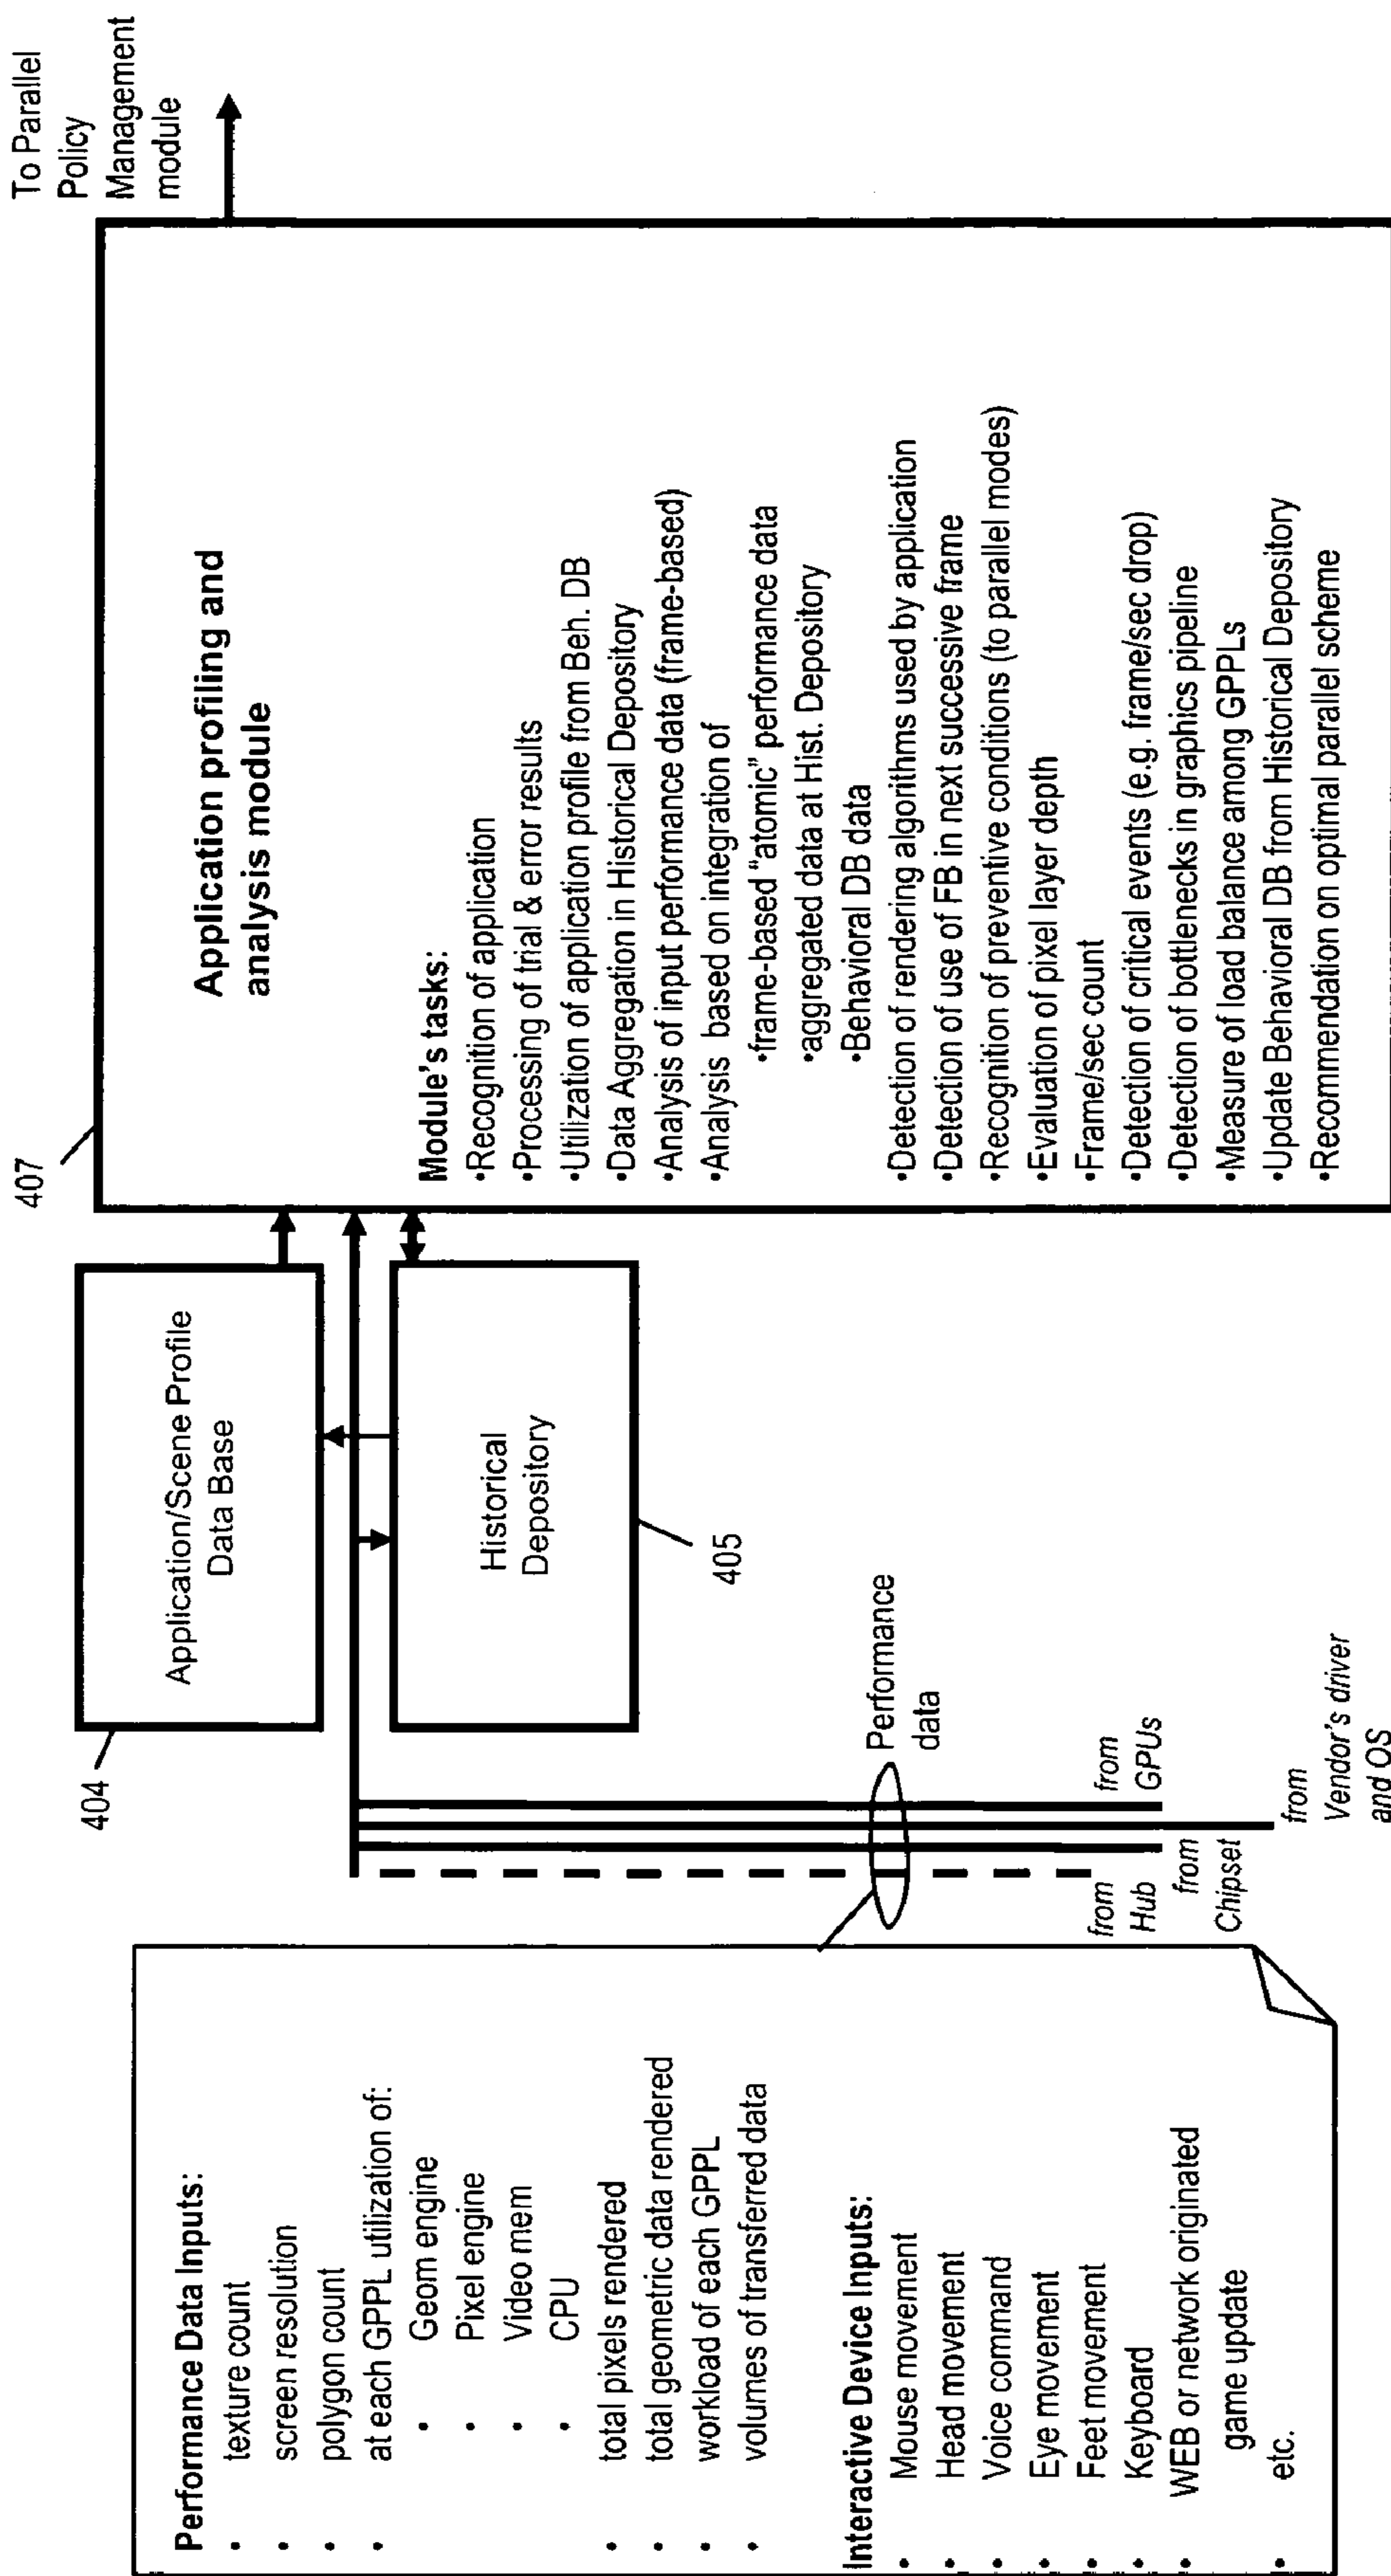 Performance Data Inputs:
• texture count
• screen resolution
• polygon count
• at each GPPL utilization of:
• Geom engine
• Pixel engine
• Video mem
• CPU
• total pixels rendered
• total geometric data rendered
• workload of each GPPL
• volumes of transferred data
Interactive Device Inputs:
• Mouse movement
• Head movement
• Voice command
• Eye movement
• Feet movement
• Keyboard
• WEB or network originated
game update
• etc.
404
Application/Scene Profile
Data Base
Historical
Depository
405
Performance
data
from
Hub
from
Chipset
from
GPUs
from
Vendor's driver
and OS
407
Application profiling and
analysis module
Module's tasks:
•Recognition of application
•Processing of trial & error results
•Utilization of application profile from Beh. DB
•Data Aggregation in Historical Depository
•Analysis of input performance data (frame-based)
•Analysis based on integration of
•frame-based "atomic" performance data
•aggregated data at Hist. Depository
•Behavioral DB data
•Detection of rendering algorithms used by application
•Detection of use of FB in next successive frame
•Recognition of preventive conditions (to parallel modes)
•Evaluation of pixel layer depth
•Frame/sec count
•Detection of critical events (e.g. frame/sec drop)
•Detection of bottlenecks in graphics pipeline
•Measure of load balance among GPPLs
•Update Behavioral DB from Historical Depository
•Recommendation on optimal parallel scheme
To Parallel
Policy
Management
module